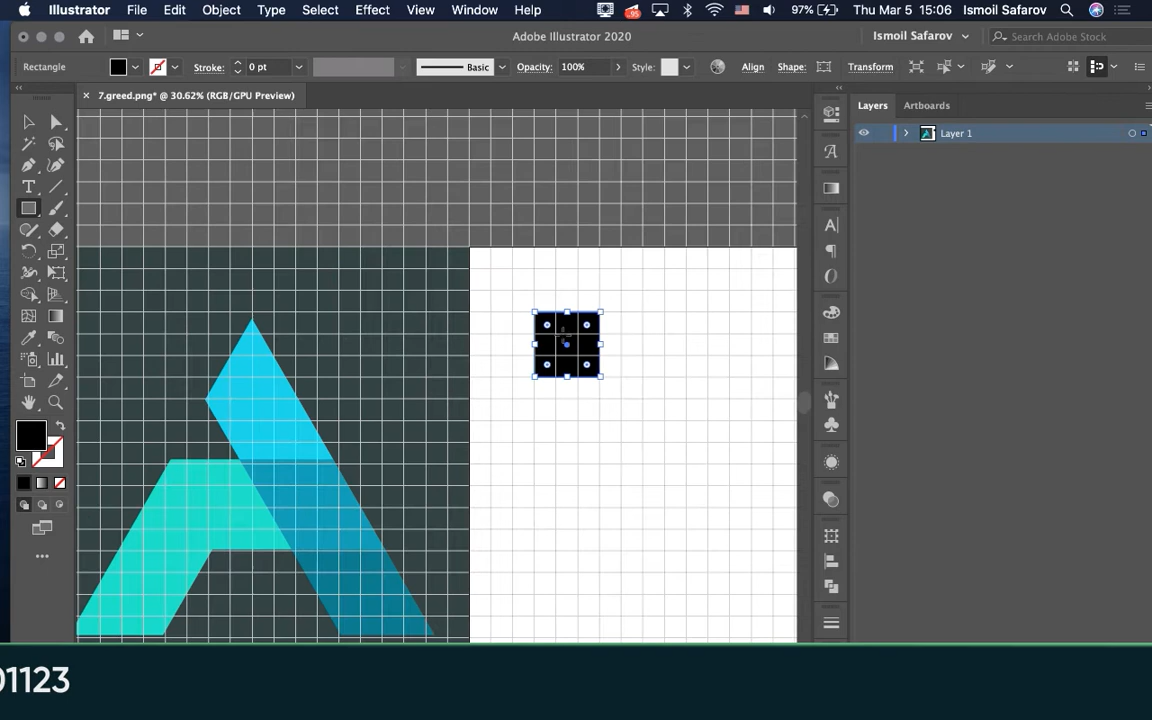 Illustrator File Edit Object Type Select Effect View Window Help 97% Thu Mar 5 15:06 Ismoil Safarov
Adobe Illustrator 2020 Ismoil Safarov Search Adobe Stock
Rectangle Stroke: 0 pt Basic Opacity: 100% Style: Align Shape: Transform
× 7.greed.png* @ 30.62% (RGB/GPU Preview) Layers Artboards
Layer 1
01123